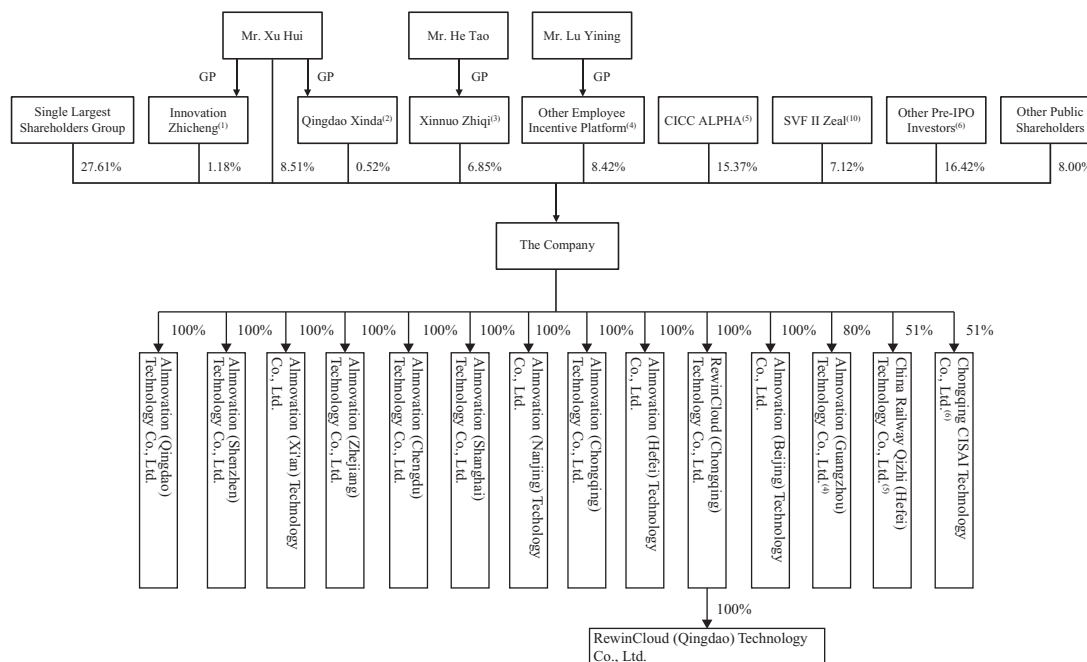 Mr. Xu Hui
Mr. He Tao
Mr. Lu Yining
GP
GP
GP
GP
Single Largest
Shareholders Group
Innovation
Zhicheng(1)
Qingdao Xinda(2)
Xinnuo Zhiqi(3)
Other Employee
Incentive Platform(4)
CICC ALPHA(5)
SVF II Zeal(10)
Other Pre-IPO
Investors(6)
Other Public
Shareholders
27.61%
1.18%
8.51%
0.52%
6.85%
8.42%
15.37%
7.12%
16.42%
8.00%
The Company
100%
100%
100%
100%
100%
100%
100%
100%
100%
100%
100%
80%
51%
51%
AInnovation (Qingdao)
Technology Co., Ltd.
AInnovation (Shenzhen)
Technology Co., Ltd.
AInnovation (Xi'an) Technology
Co., Ltd.
AInnovation (Zhejiang)
Technology Co., Ltd.
AInnovation (Chengdu)
Technology Co., Ltd.
AInnovation (Shanghai)
Technology Co., Ltd.
AInnovation (Nanjing) Techology
Co., Ltd.
AInnovation (Chongqing)
Technology Co., Ltd.
AInnovation (Hefei) Technology
Co., Ltd.
RewinCloud (Chongqing)
Technology Co., Ltd.
AInnovation (Beijing) Technology
Co., Ltd.
AInnovation (Guangzhou)
Technology Co., Ltd.(4)
China Railway Qizhi (Hefei)
Technology Co., Ltd.(5)
Chongqing CISAI Technology
Co., Ltd.(6)
100%
RewinCloud (Qingdao) Technology
Co., Ltd.